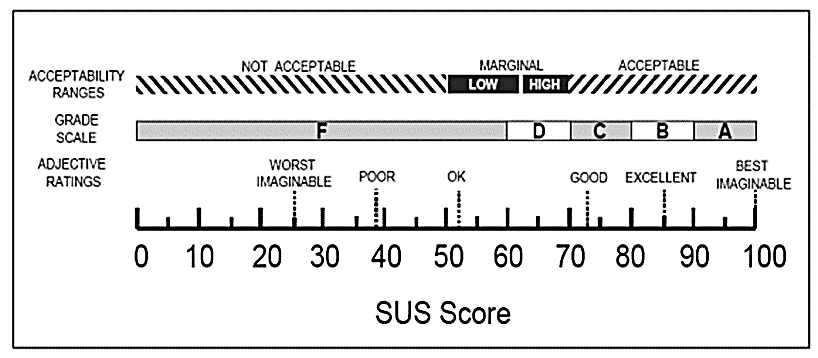 NOT ACCEPTABLE MARGINAL ACCEPTABLE
ACCEPTABILITY
RANGES
LOW HIGH
GRADE
SCALE
F D C B A
ADJECTIVE
RATINGS
WORST
IMAGINABLE
POOR OK GOOD EXCELLENT
BEST
IMAGINABLE
0 10 20 30 40 50 60 70 80 90 100
SUS Score